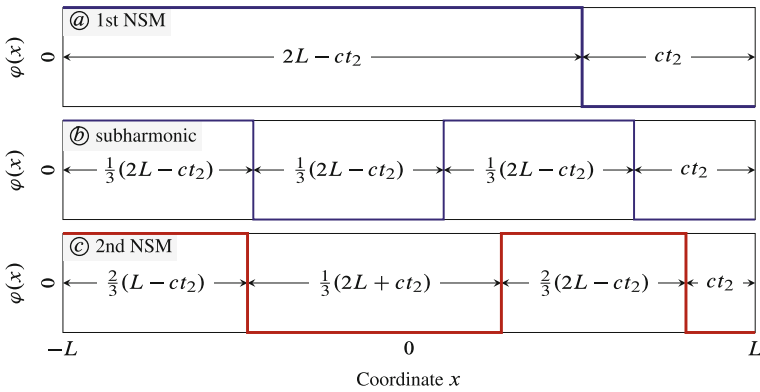 ⓐ 1st NSM
φ(x)
0
2L − ct₂
ct₂
ⓑ subharmonic
φ(x)
0
⅓(2L − ct₂)
⅓(2L − ct₂)
⅓(2L − ct₂)
ct₂
ⓒ 2nd NSM
φ(x)
0
⅔(L − ct₂)
⅓(2L + ct₂)
⅔(2L − ct₂)
ct₂
−L
0
L
Coordinate x